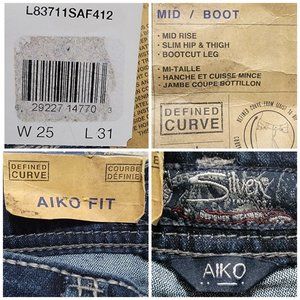 L83711SAF412
29227 14770
W 25 L 31
MID / BOOT
• MID RISE
• SLIM HIP & THIGH
• BOOTCUT LEG
• MI-TAILLE
• HANCHE ET CUISSE MINCE
• JAMBE COUPE BOTTILLON
DEFINED
CURVE
DEFINED
CURVE
COURBE
DÉFINIE
AIKO FIT
Silver
AIKO